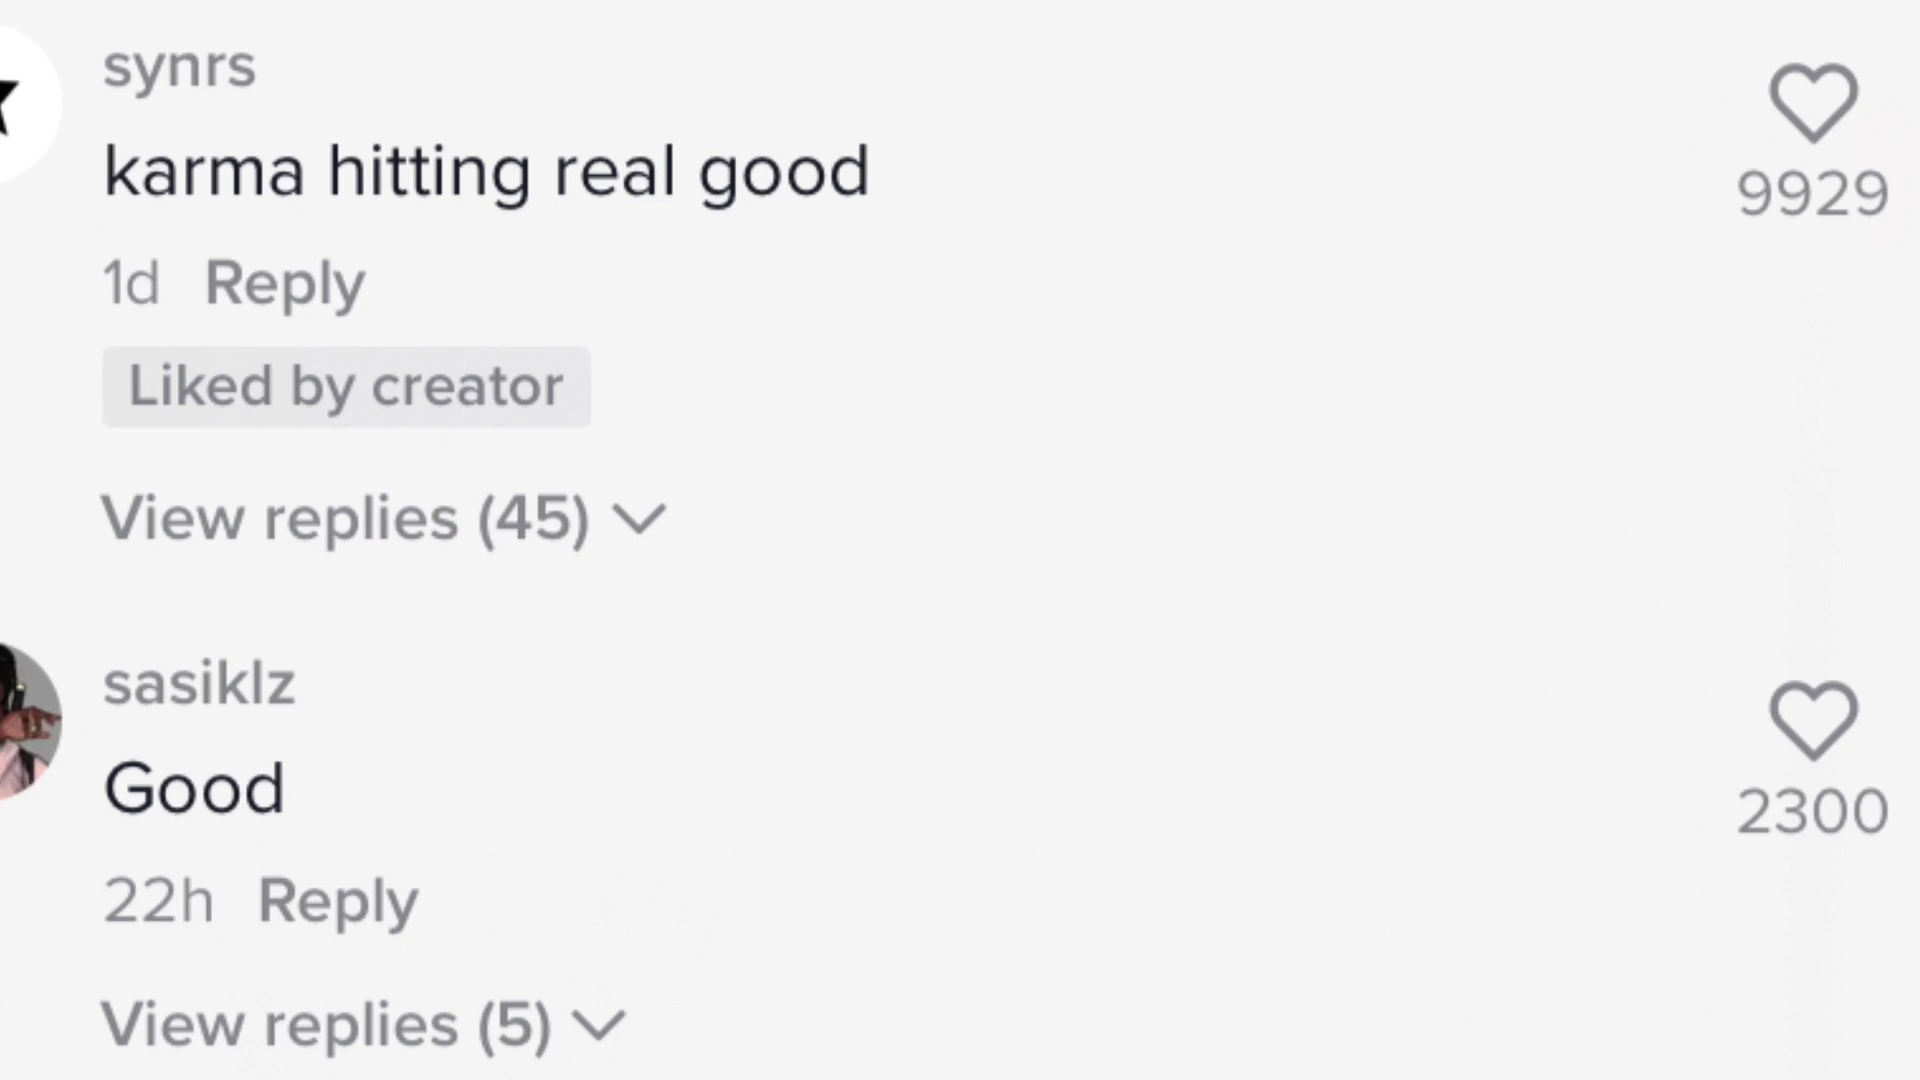 synrs
karma hitting real good
9929
1d Reply
Liked by creator
View replies (45)
sasiklz
Good
2300
22h Reply
View replies (5)